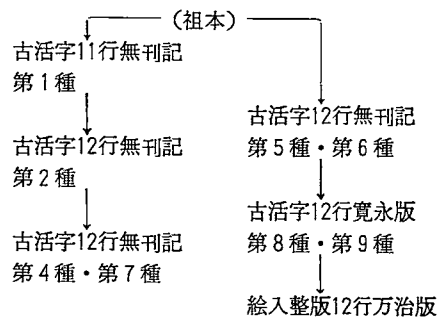 （祖本）
古活字11行無刊記
第１種
古活字12行無刊記
第２種
古活字12行無刊記
第４種・第７種
古活字12行無刊記
第５種・第６種
古活字12行寛永版
第８種・第９種
絵入整版12行万治版